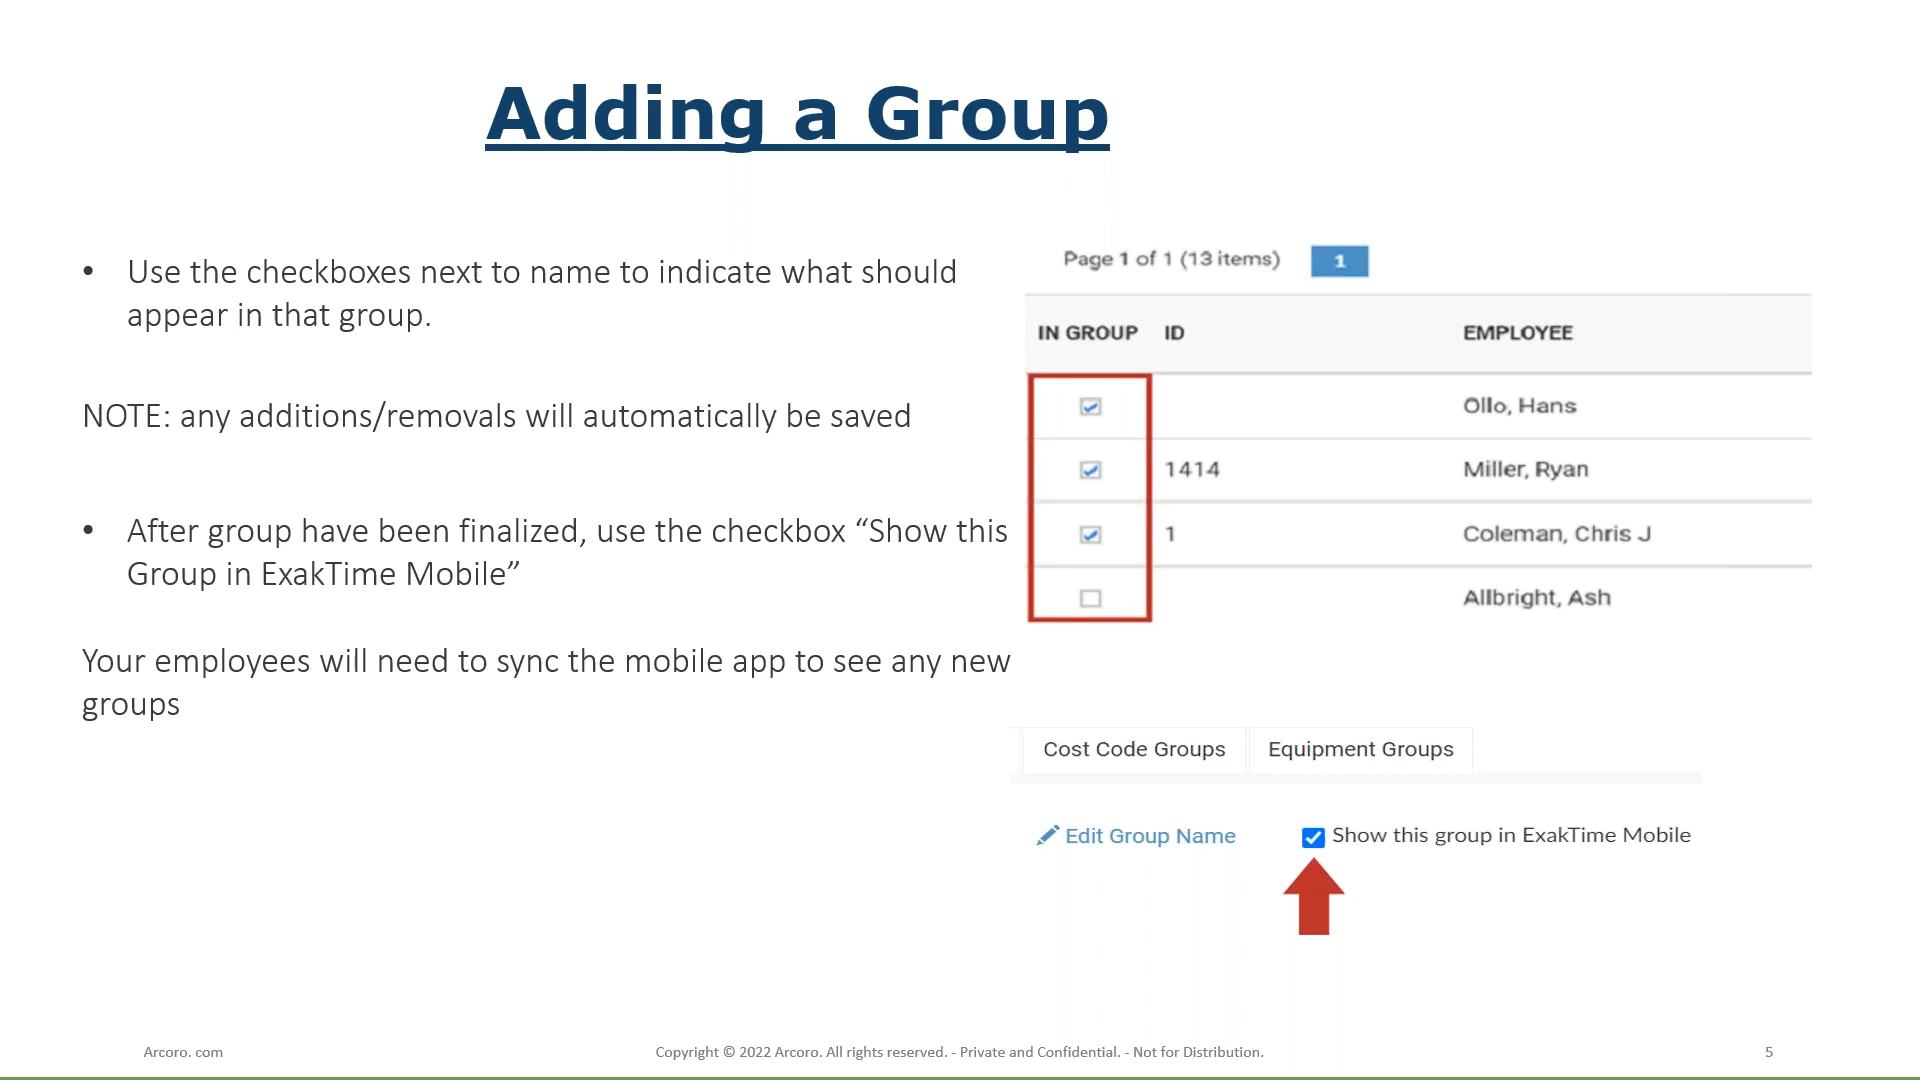 Adding a Group
• Use the checkboxes next to name to indicate what should
appear in that group.
NOTE: any additions/removals will automatically be saved
• After group have been finalized, use the checkbox “Show this
Group in ExakTime Mobile”
Your employees will need to sync the mobile app to see any new
groups
Page 1 of 1 (13 items) 1
IN GROUP ID EMPLOYEE
Ollo, Hans
1414 Miller, Ryan
1 Coleman, Chris J
Allbright, Ash
Cost Code Groups Equipment Groups
Edit Group Name Show this group in ExakTime Mobile
Arcoro. com Copyright © 2022 Arcoro. All rights reserved. - Private and Confidential. - Not for Distribution. 5